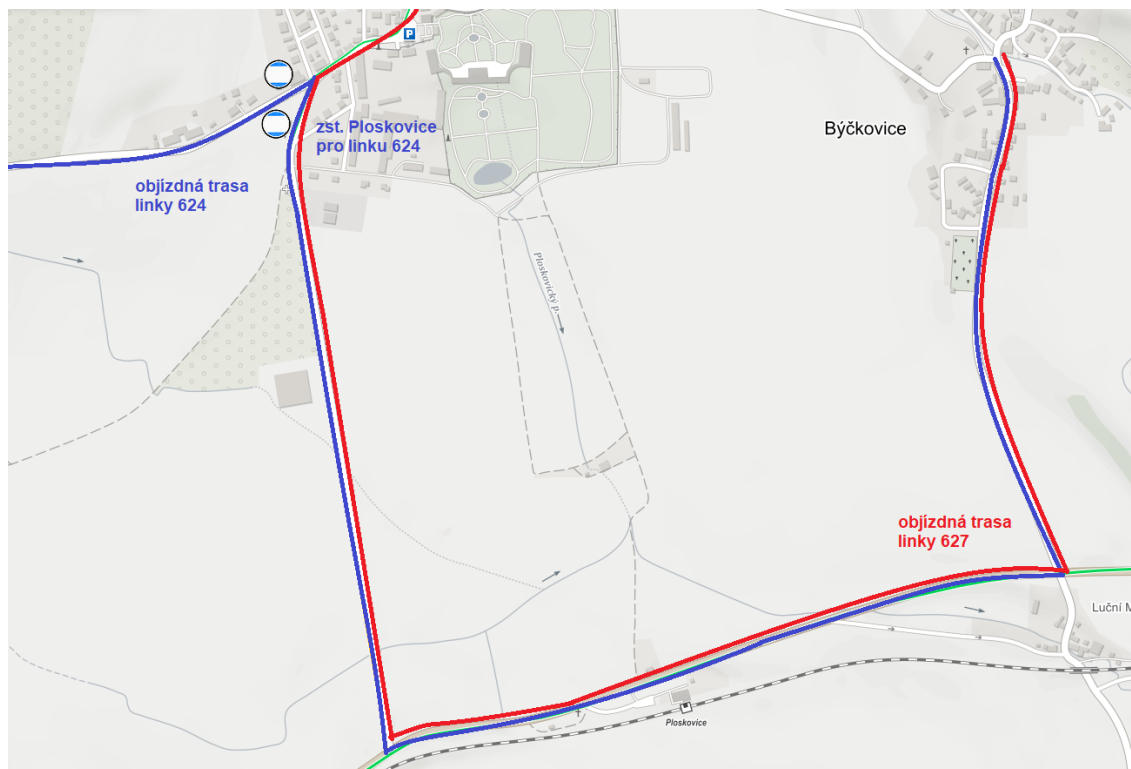 P
Býčkovice
zst. Ploskovice
pro linku 624
objízdná trasa
linky 624
Ploskovický p.
objízdná trasa
linky 627
Luční M
Ploskovice